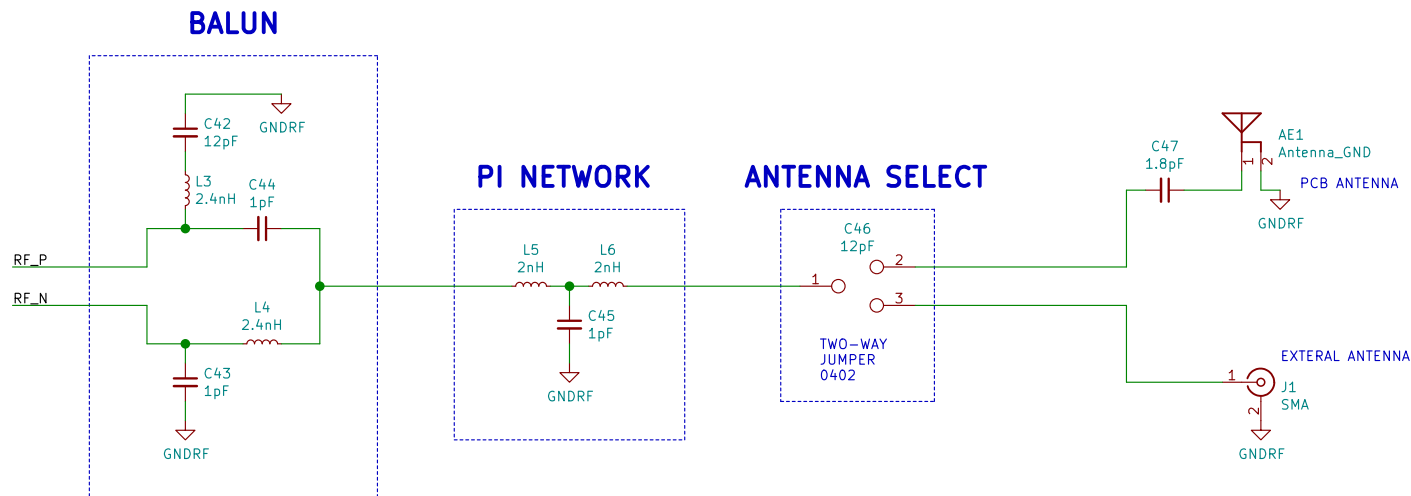 BALUN
C42
12pF
GNDRF
L3
2.4nH
C44
1pF
RF_P
RF_N
L4
2.4nH
C43
1pF
GNDRF
PI NETWORK
L5
2nH
L6
2nH
C45
1pF
GNDRF
ANTENNA SELECT
C46
12pF
1
2
3
TWO-WAY
JUMPER
0402
C47
1.8pF
AE1
Antenna_GND
1
2
PCB ANTENNA
GNDRF
EXTERAL ANTENNA
1
J1
SMA
2
GNDRF